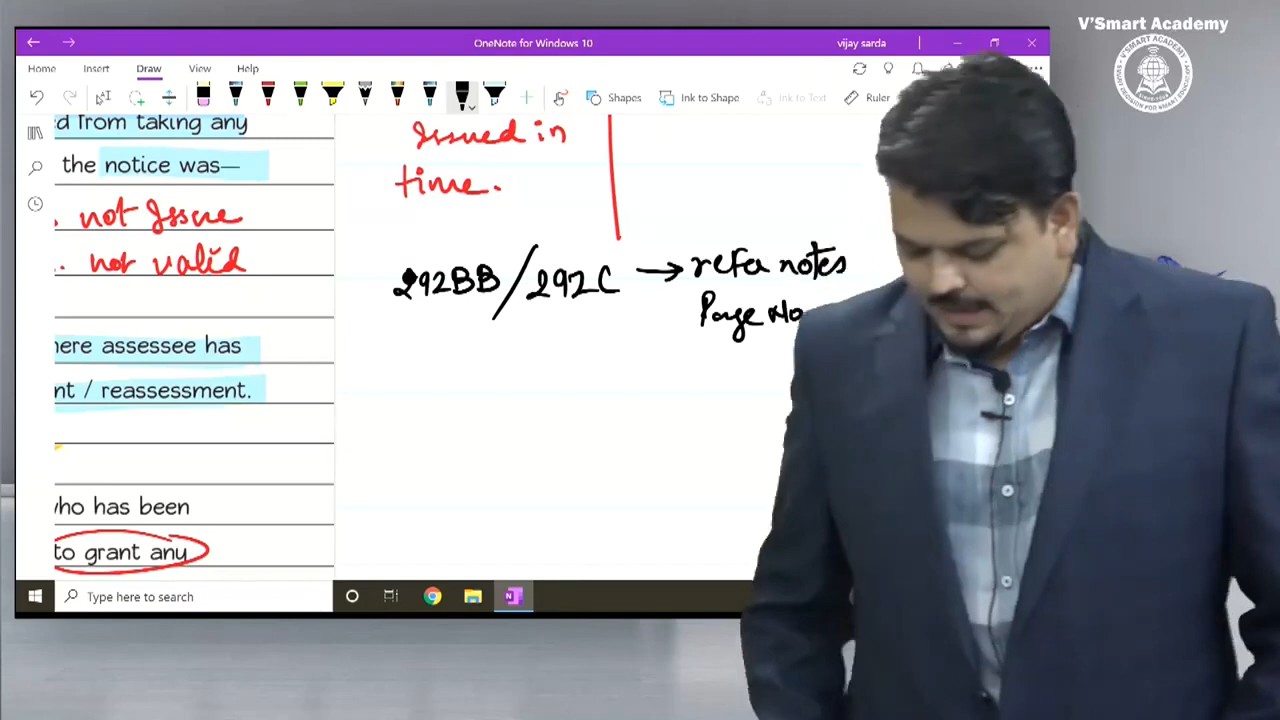 V'Smart Academy
OneNote for Windows 10
vijay sarda
Home Insert Draw View Help
Shapes Ink to Shape Ink to Text Ruler
d from taking any
the notice was—
not Issue
not valid
here assessee has
nt / reassessment.
who has been
to grant any
Issued in
time.
292BB/292C → refer notes
Page No
Type here to search